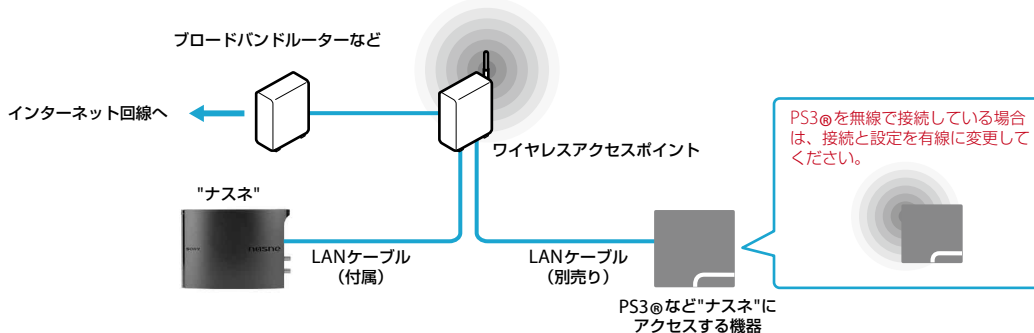 ブロードバンドルーターなど
インターネット回線へ
ワイヤレスアクセスポイント
PS3®を無線で接続している場合
は、接続と設定を有線に変更して
ください。
"ナスネ"
nasne
LANケーブル
（付属）
LANケーブル
（別売り）
PS3®など"ナスネ"に
アクセスする機器